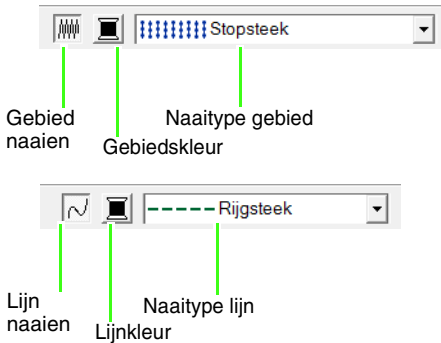 Stopsteek
Gebied
naaien
Naaitype gebied
Gebiedskleur
Rijgsteek
Lijn
naaien
Naaitype lijn
Lijnkleur